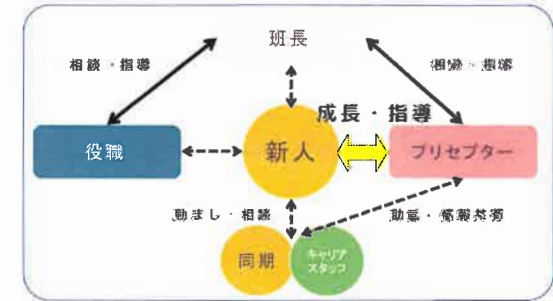 班長
相談・指導
相談・指導
成長・指導
役職
新人
プリセプター
励まし・相談
同期
キャリア
スタッフ